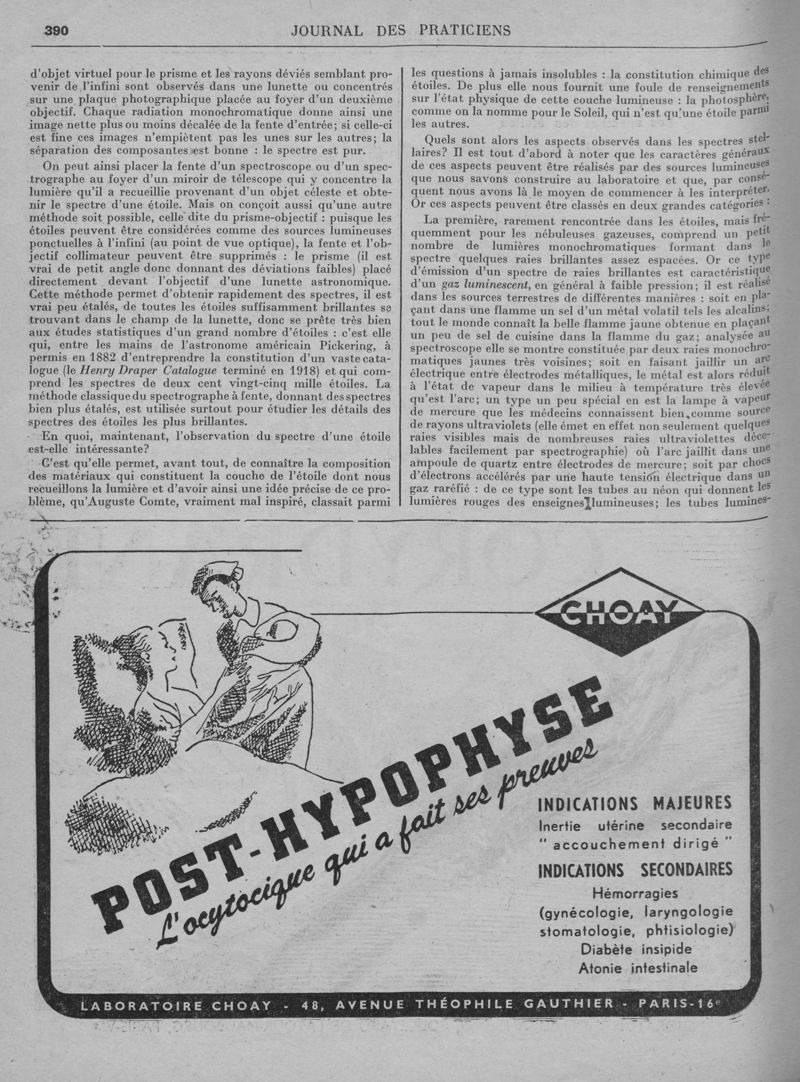 390
JOURNAL DES PRATICIENS
d'objet virtuel pour le prisme et les rayons déviés semblant pro-
venir de l'infini sont observés dans une lunette ou concentrés
sur une plaque photographique placée au foyer d'un deuxième
objectif. Chaque radiation monochromatique donne ainsi une
image nette plus ou moins décalée de la fente d'entrée; si celle-ci
est fine ces images n'empiètent pas les unes sur les autres; la
séparation des composantes est bonne : le spectre est pur.
On peut ainsi placer la fente d'un spectroscope ou d'un spec-
trographe au foyer d'un miroir de télescope qui y concentre la
lumière qu'il a recueillie provenant d'un objet céleste et obte-
nir le spectre d'une étoile. Mais on conçoit aussi qu'une autre
méthode soit possible, celle dite du prisme-objectif : puisque les
étoiles peuvent être considérées comme des sources lumineuses
ponctuelles à l'infini (au point de vue optique), la fente et l'ob-
jectif collimateur peuvent être supprimés : le prisme (il est
vrai de petit angle donc donnant des déviations faibles) placé
directement devant l'objectif d'une lunette astronomique.
Cette méthode permet d'obtenir rapidement des spectres, il est
vrai peu étalés, de toutes les étoiles suffisamment brillantes se
trouvant dans le champ de la lunette, donc se prête très bien
aux études statistiques d'un grand nombre d'étoiles : c'est elle
qui, entre les mains de l'astronome américain Pickering, à
permis en 1882 d'entreprendre la constitution d'un vaste cata-
logue (le Henry Draper Catalogue terminé en 1918) et qui com-
prend les spectres de deux cent vingt-cinq mille étoiles. La
méthode classique du spectrographe à fente, donnant des spectres
bien plus étalés, est utilisée surtout pour étudier les détails des
spectres des étoiles les plus brillantes.
En quoi, maintenant, l'observation du spectre d'une étoile
est-elle intéressante?
C'est qu'elle permet, avant tout, de connaître la composition
des matériaux qui constituent la couche de l'étoile dont nous
recueillons la lumière et d'avoir ainsi une idée précise de ce pro-
blème, qu'Auguste Comte, vraiment mal inspiré, classait parmi
les questions à jamais insolubles : la constitution chimique des
étoiles. De plus elle nous fournit une foule de renseignements
sur l'état physique de cette couche lumineuse : la photosphère,
comme on la nomme pour le Soleil, qui n'est qu'une étoile parmi
les autres.
Quels sont alors les aspects observés dans les spectres stel-
laires? Il est tout d'abord à noter que les caractères généraux
de ces aspects peuvent être réalisés par des sources lumineuses
que nous savons construire au laboratoire et que, par consé-
quent nous avons là le moyen de commencer à les interpréter.
Or ces aspects peuvent être classés en deux grandes catégories :
La première, rarement rencontrée dans les étoiles, mais fré-
quemment pour les nébuleuses gazeuses, comprend un petit
nombre de lumières monochromatiques formant dans le
spectre quelques raies brillantes assez espacées. Or ce type
d'émission d'un spectre de raies brillantes est caractéristique
d'un gaz luminescent, en général à faible pression; il est réalisé
dans les sources terrestres de différentes manières : soit en pla-
çant dans une flamme un sel d'un métal volatil tels les alcalins;
tout le monde connaît la belle flamme jaune obtenue en plaçant
un peu de sel de cuisine dans la flamme du gaz; analysée au
spectroscope elle se montre constituée par deux raies monochro-
matiques jaunes très voisines; soit en faisant jaillir un arc
électrique entre électrodes métalliques, le métal est alors réduit
à l'état de vapeur dans le milieu à température très élevée
qu'est l'arc; un type un peu spécial en est la lampe à vapeur
de mercure que les médecins connaissent bien comme source
de rayons ultraviolets (elle émet en effet non seulement quelques
raies visibles mais de nombreuses raies ultraviolettes déce-
lables facilement par spectrographie) où l'arc jaillit dans une
ampoule de quartz entre électrodes de mercure; soit par chocs
d'électrons accélérés par une haute tension électrique dans un
gaz raréfié : de ce type sont les tubes au néon qui donnent les
lumières rouges des enseignes lumineuses; les tubes lumines-
CHOAY
POST-HYPOPHYSE
L'ocytocique qui a fait ses preuves
INDICATIONS MAJEURES
Inertie utérine secondaire
" accouchement dirigé "
INDICATIONS SECONDAIRES
Hémorragies
(gynécologie, laryngologie
stomatologie, phtisiologie)
Diabète insipide
Atonie intestinale
LABORATOIRE CHOAY - 48, AVENUE THÉOPHILE GAUTHIER - PARIS-16e